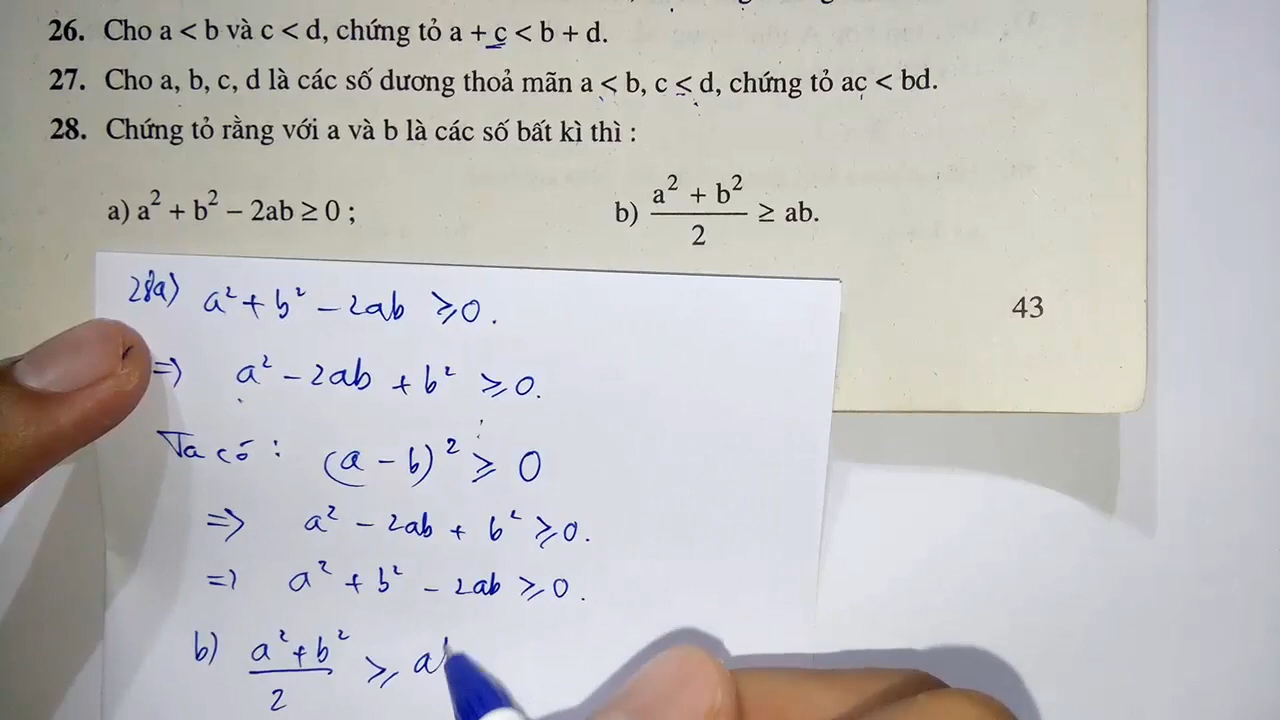 26. Cho a < b và c < d, chứng tỏ a + c < b + d.
27. Cho a, b, c, d là các số dương thoả mãn a < b, c < d, chứng tỏ ac < bd.
28. Chứng tỏ rằng với a và b là các số bất kì thì :
a) a² + b² − 2ab ≥ 0 ; b) (a² + b²)/2 ≥ ab.
43
28a) a² + b² − 2ab ≥ 0.
=> a² − 2ab + b² ≥ 0.
Ta có : (a − b)² ≥ 0
=> a² − 2ab + b² ≥ 0.
=> a² + b² − 2ab ≥ 0.
b) (a² + b²)/2 ≥ ab